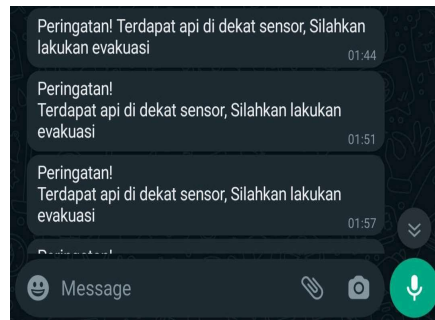 Peringatan! Terdapat api di dekat sensor, Silahkan
lakukan evakuasi
01:44
Peringatan!
Terdapat api di dekat sensor, Silahkan lakukan
evakuasi
01:51
Peringatan!
Terdapat api di dekat sensor, Silahkan lakukan
evakuasi
01:57
Message